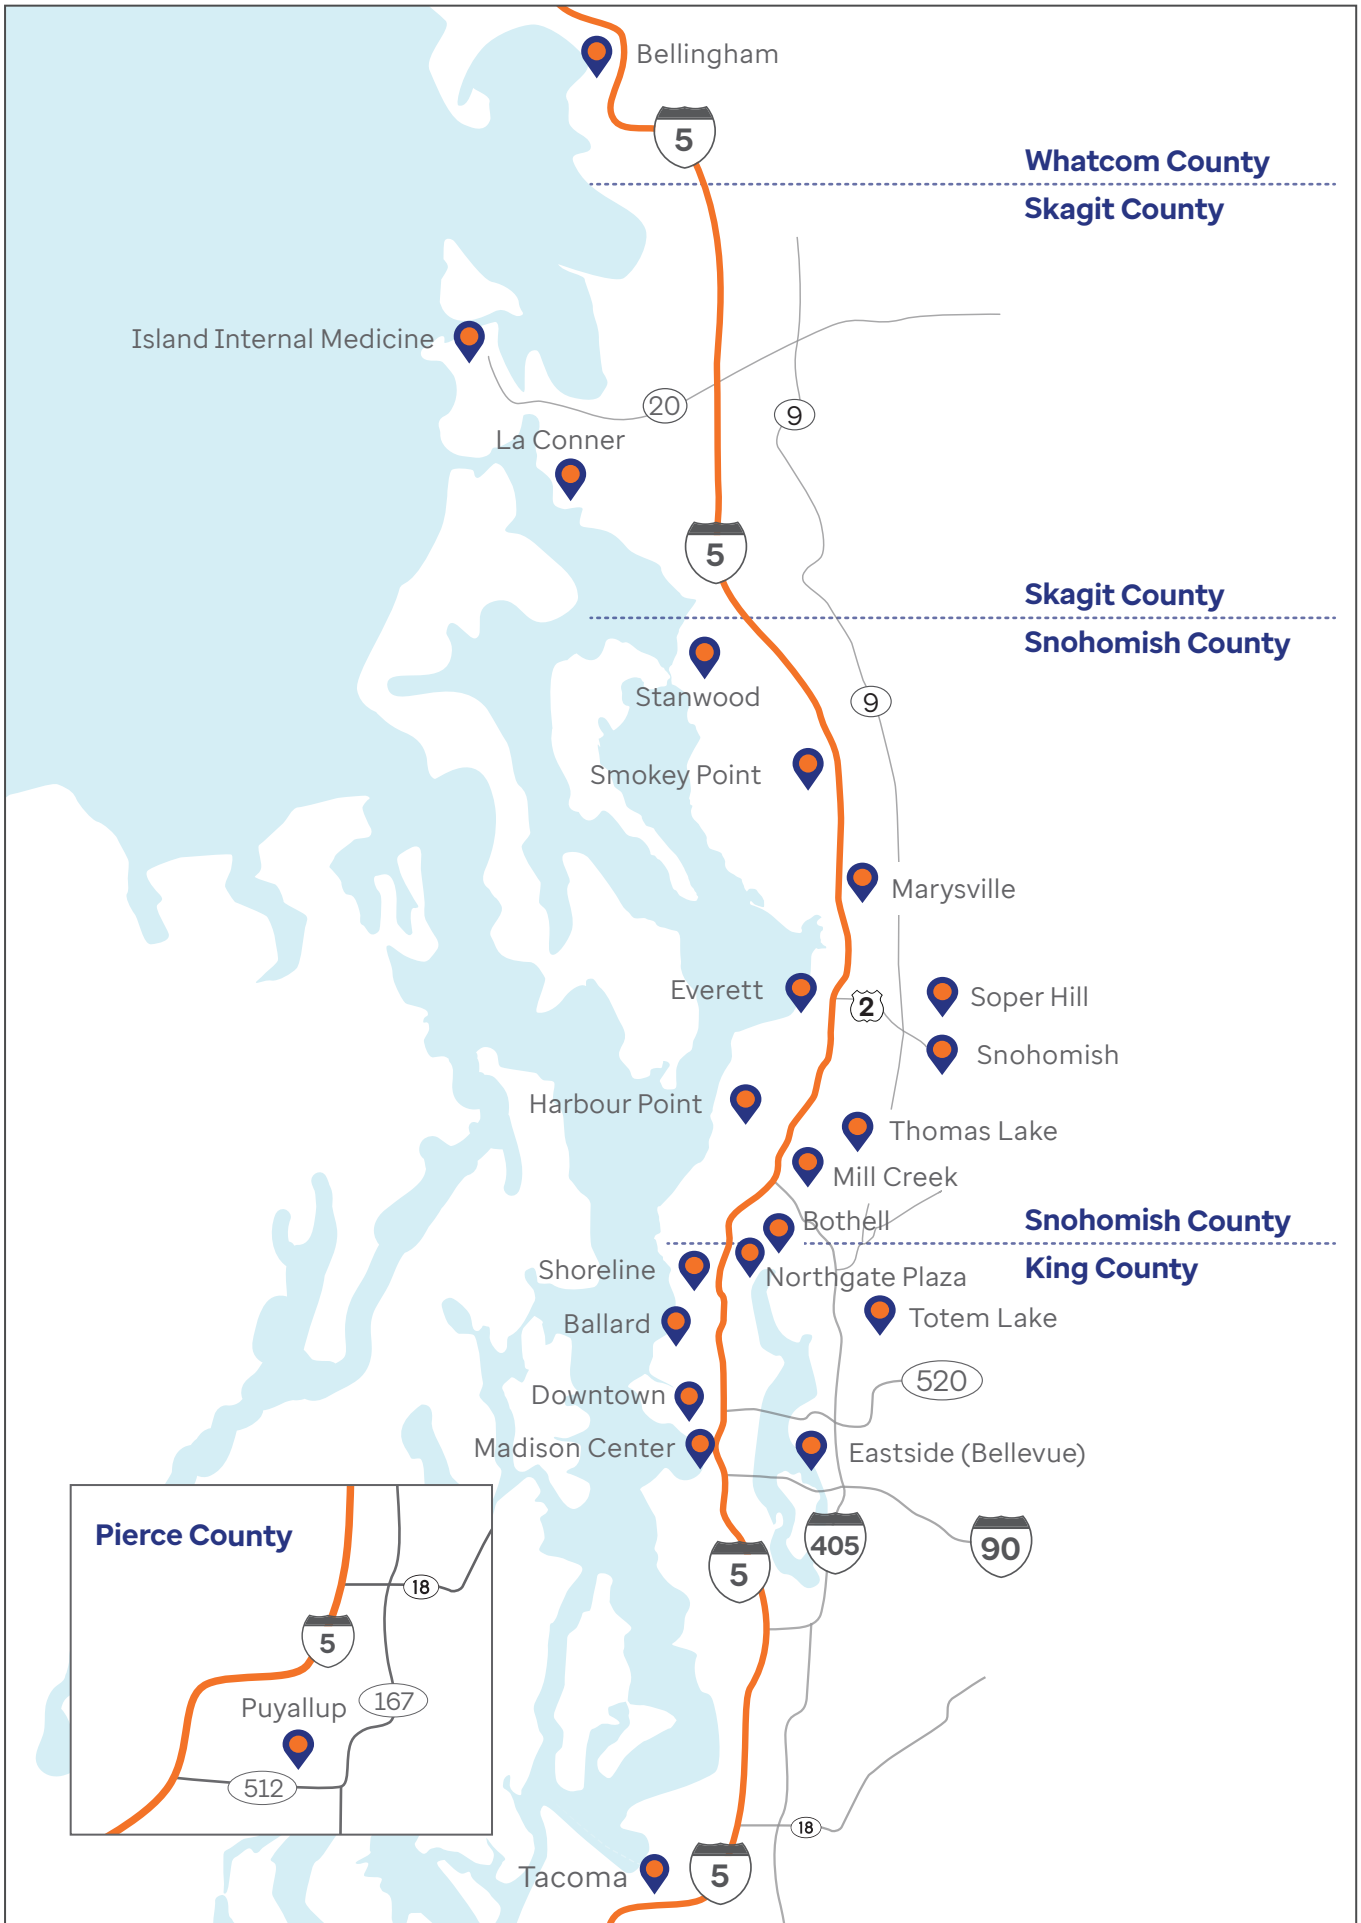 Bellingham
5
Whatcom County
Skagit County
Island Internal Medicine
20
9
La Conner
5
Skagit County
Snohomish County
Stanwood
9
Smokey Point
Marysville
Everett
2
Soper Hill
Snohomish
Harbour Point
Thomas Lake
Mill Creek
Bothell
Snohomish County
King County
Shoreline
Northgate Plaza
Ballard
Totem Lake
Downtown
520
Madison Center
Eastside (Bellevue)
5
405
90
Pierce County
18
5
Puyallup
167
512
18
Tacoma
5